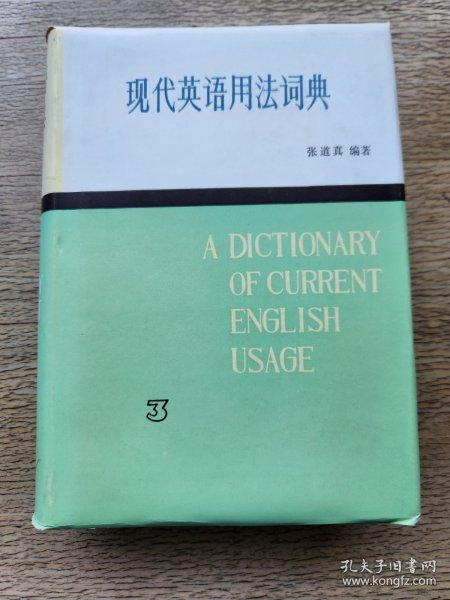 现代英语用法词典
张道真 编著
A DICTIONARY
OF CURRENT
ENGLISH
USAGE
3
孔夫子旧书网
www.kongfz.com